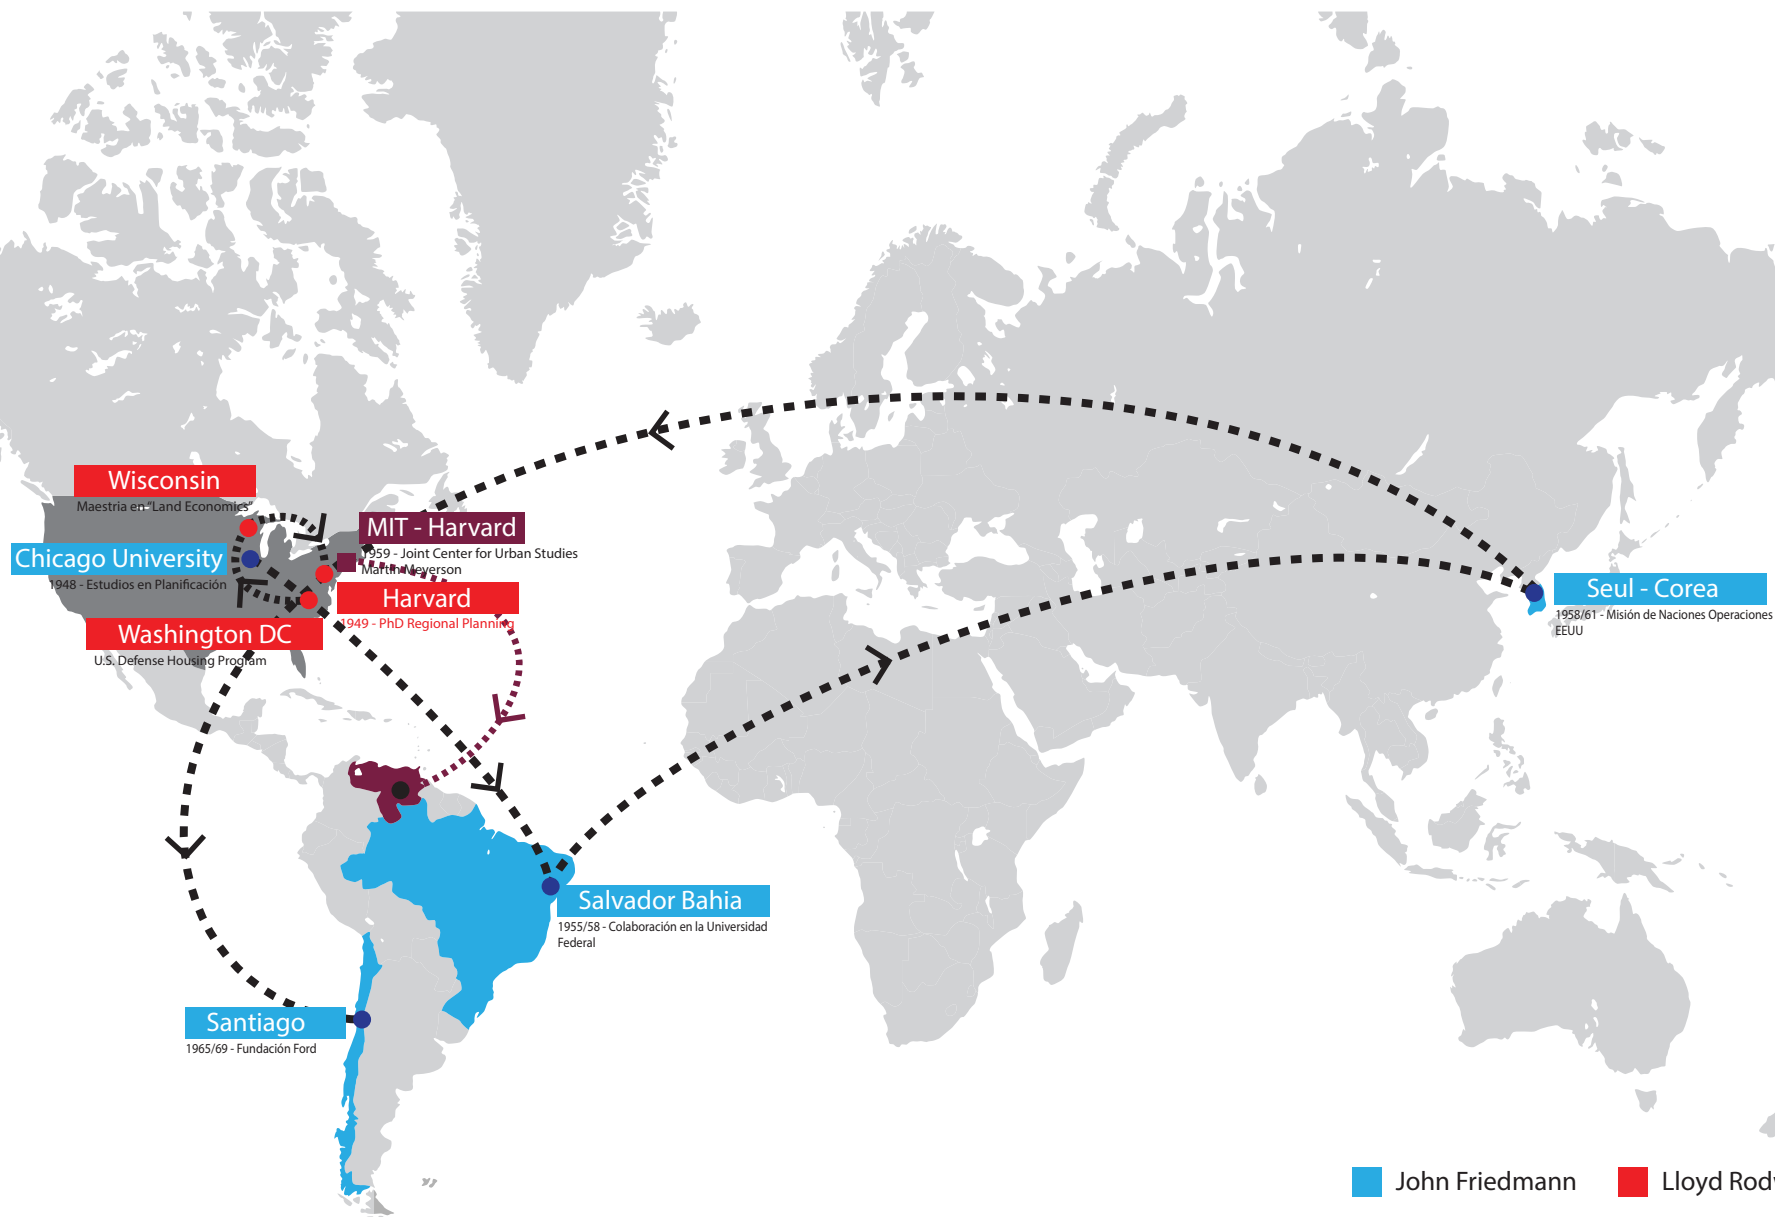 Wisconsin
Maestria en "Land Economics"
Chicago University
1948 - Estudios en Planificación
MIT - Harvard
1959 - Joint Center for Urban Studies
Martin Meyerson
Harvard
1949 - PhD Regional Planning
Washington DC
U.S. Defense Housing Program
Seul - Corea
1958/61 - Misión de Naciones Operaciones
EEUU
Salvador Bahia
1955/58 - Colaboración en la Universidad
Federal
Santiago
1965/69 - Fundación Ford
John Friedmann
Lloyd